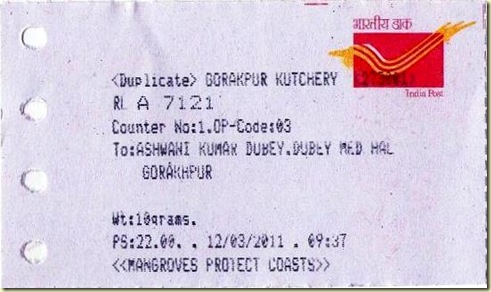 भारतीय डाक
India Post
<Duplicate> GORAKPUR KUTCHERY
RL A 7121
Counter No:1.OP-Code:03
To:ASHWANI KUMAR DUBEY.DUBEY MED HAL
GORAKHPUR
Wt:10grams.
PS:22.00. . 12/03/2011 . 09:37
<<MANGROVES PROTECT COASTS>>